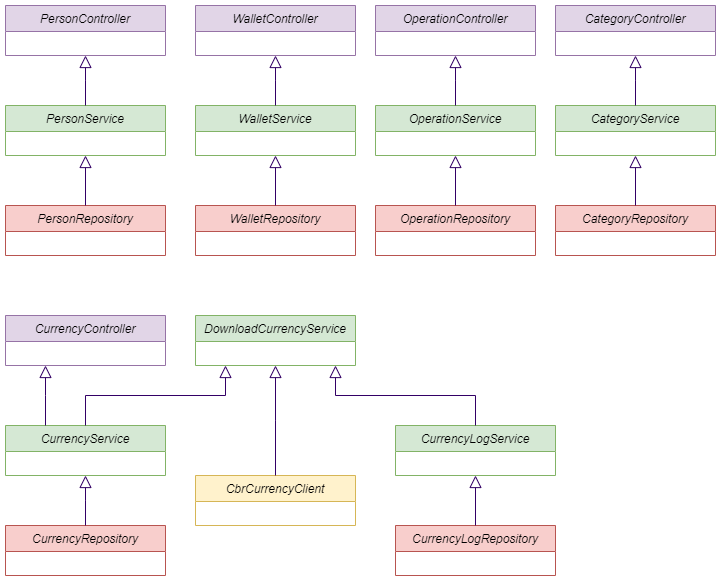 PersonController
WalletController
OperationController
CategoryController
PersonService
WalletService
OperationService
CategoryService
PersonRepository
WalletRepository
OperationRepository
CategoryRepository
CurrencyController
DownloadCurrencyService
CurrencyService
CurrencyLogService
CbrCurrencyClient
CurrencyRepository
CurrencyLogRepository